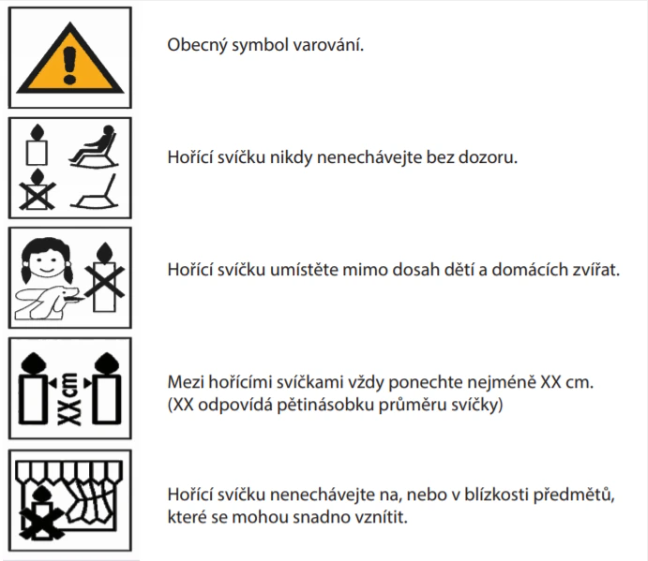 Obecný symbol varování.
Hořící svíčku nikdy nenechávejte bez dozoru.
Hořící svíčku umístěte mimo dosah dětí a domácích zvířat.
XX cm
Mezi hořícími svíčkami vždy ponechte nejméně XX cm.
(XX odpovídá pětinásobku průměru svíčky)
Hořící svíčku nenechávejte na, nebo v blízkosti předmětů,
které se mohou snadno vznítit.